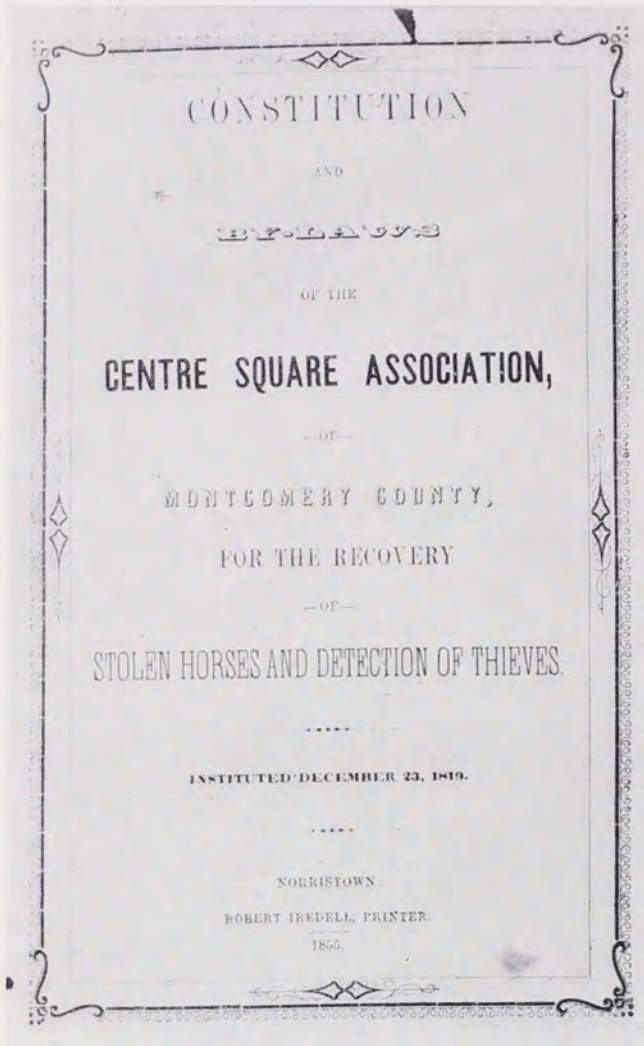 CONSTITUTION
AND
BY-LAWS
OF THE
CENTRE SQUARE ASSOCIATION,
—OF—
MONTGOMERY COUNTY,
FOR THE RECOVERY
—OF—
STOLEN HORSES AND DETECTION OF THIEVES.
INSTITUTED DECEMBER 23, 1819.
NORRISTOWN:
ROBERT IREDELL, PRINTER.
1855.